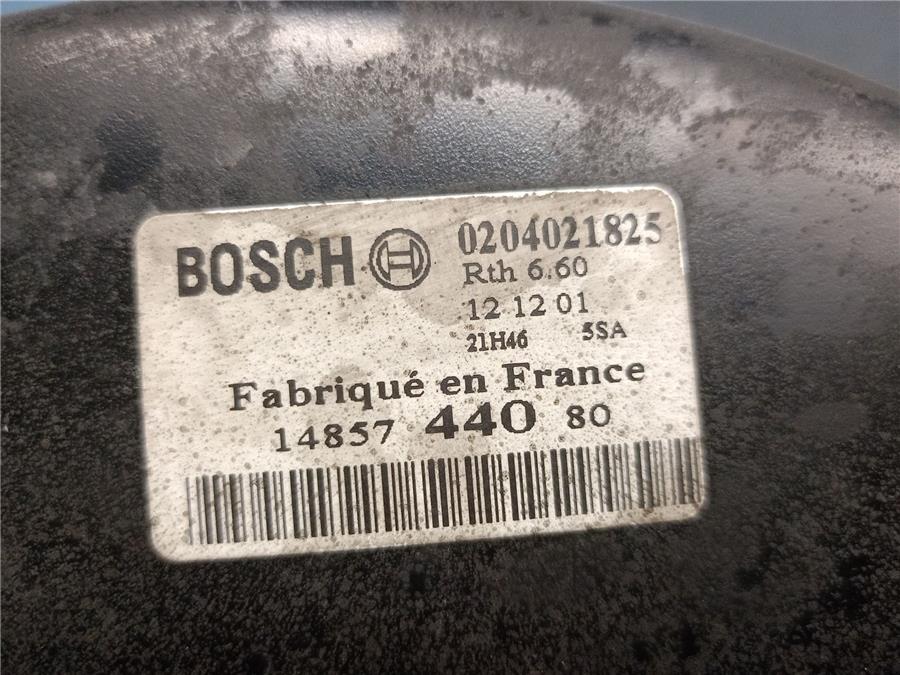 BOSCH 0204021825
Rth 6.60
12 12 01
21H46 5SA
Fabriqué en France
14857 440 80